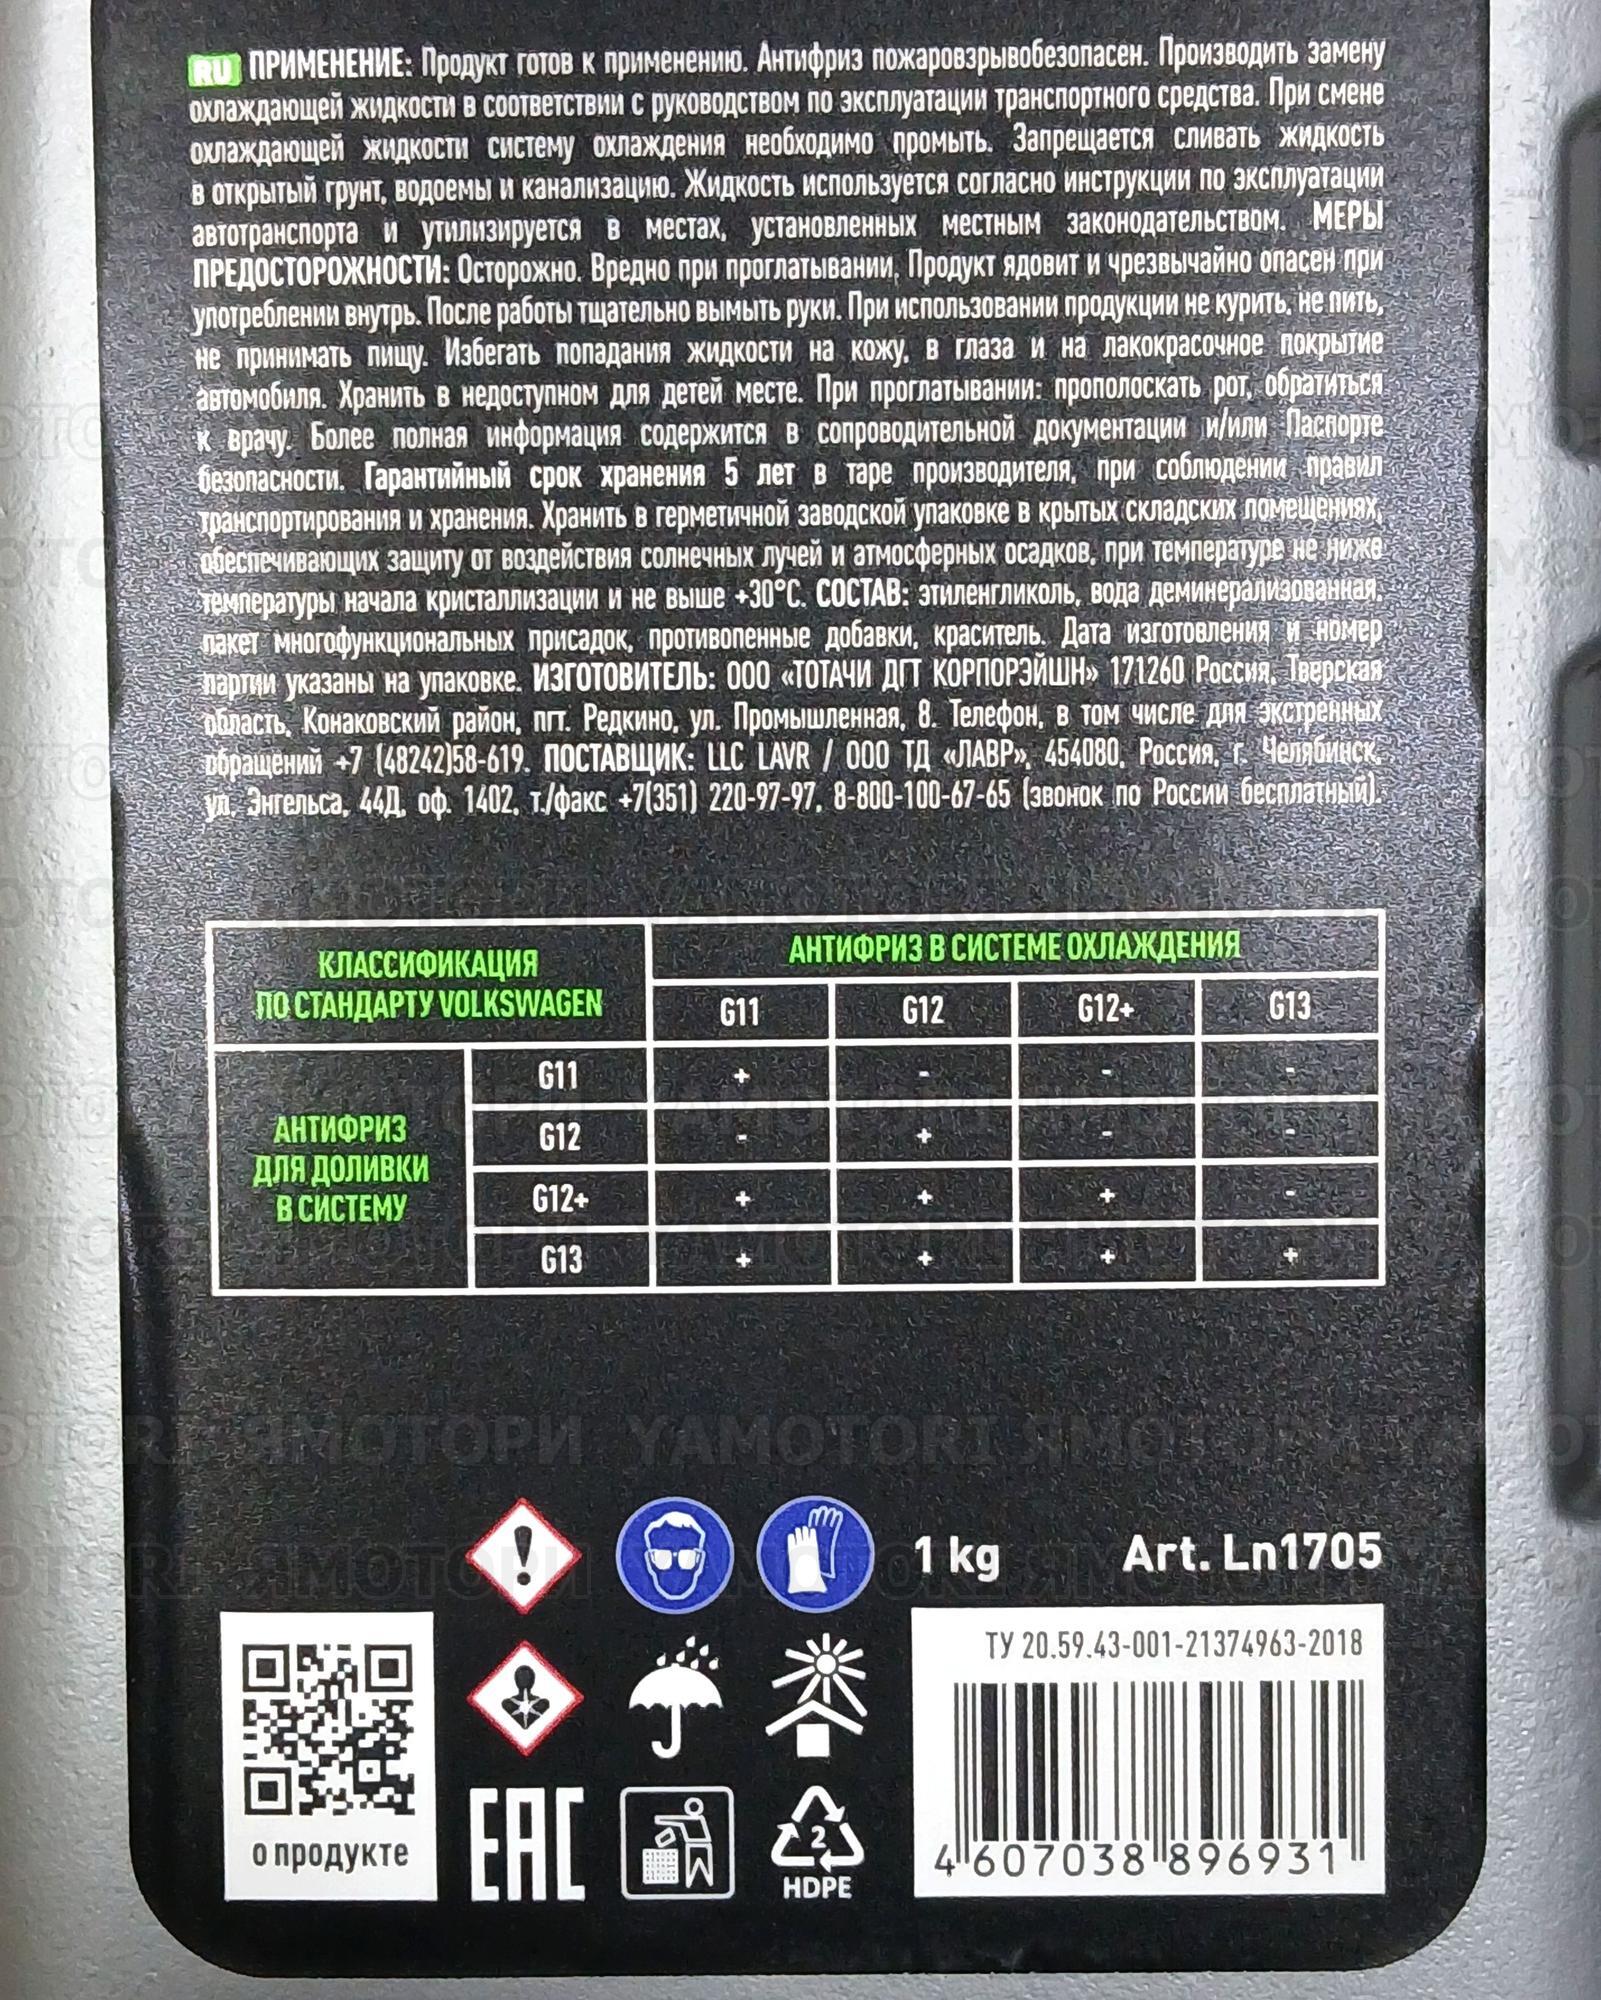 RU ПРИМЕНЕНИЕ: Продукт готов к применению. Антифриз пожаровзрывобезопасен. Производить замену
охлаждающей жидкости в соответствии с руководством по эксплуатации транспортного средства. При смене
охлаждающей жидкости систему охлаждения необходимо промыть. Запрещается сливать жидкость
в открытый грунт, водоемы и канализацию. Жидкость используется согласно инструкции по эксплуатации
автотранспорта и утилизируется в местах, установленных местным законодательством. МЕРЫ
ПРЕДОСТОРОЖНОСТИ: Осторожно. Вредно при проглатывании. Продукт ядовит и чрезвычайно опасен при
употреблении внутрь. После работы тщательно вымыть руки. При использовании продукции не курить, не пить,
не принимать пищу. Избегать попадания жидкости на кожу, в глаза и на лакокрасочное покрытие
автомобиля. Хранить в недоступном для детей месте. При проглатывании: прополоскать рот, обратиться
к врачу. Более полная информация содержится в сопроводительной документации и/или Паспорте
безопасности. Гарантийный срок хранения 5 лет в таре производителя, при соблюдении правил
транспортирования и хранения. Хранить в герметичной заводской упаковке в крытых складских помещениях,
обеспечивающих защиту от воздействия солнечных лучей и атмосферных осадков, при температуре не ниже
температуры начала кристаллизации и не выше +30°С. СОСТАВ: этиленгликоль, вода деминерализованная,
пакет многофункциональных присадок, противопенные добавки, краситель. Дата изготовления и номер
партии указаны на упаковке. ИЗГОТОВИТЕЛЬ: ООО «ТОТАЧИ ДГТ КОРПОРЭЙШН» 171260 Россия, Тверская
область, Конаковский район, пгт. Редкино, ул. Промышленная, 8. Телефон, в том числе для экстренных
обращений +7 (48242)58-619. ПОСТАВЩИК: LLC LAVR / ООО ТД «ЛАВР», 454080, Россия, г. Челябинск,
ул. Энгельса, 44Д, оф. 1402, т./факс +7(351) 220-97-97, 8-800-100-67-65 (звонок по России бесплатный).
КЛАССИФИКАЦИЯ
ПО СТАНДАРТУ VOLKSWAGEN
АНТИФРИЗ В СИСТЕМЕ ОХЛАЖДЕНИЯ
G11 G12 G12+ G13
АНТИФРИЗ
ДЛЯ ДОЛИВКИ
В СИСТЕМУ
G11 + - - -
G12 - + - -
G12+ + + + -
G13 + + + +
ЯМОТОРИ YAMOTORI ЯМОТОРИ
1 kg Art. Ln1705
ТУ 20.59.43-001-21374963-2018
о продукте
EAC
2
HDPE
4 607038 896931